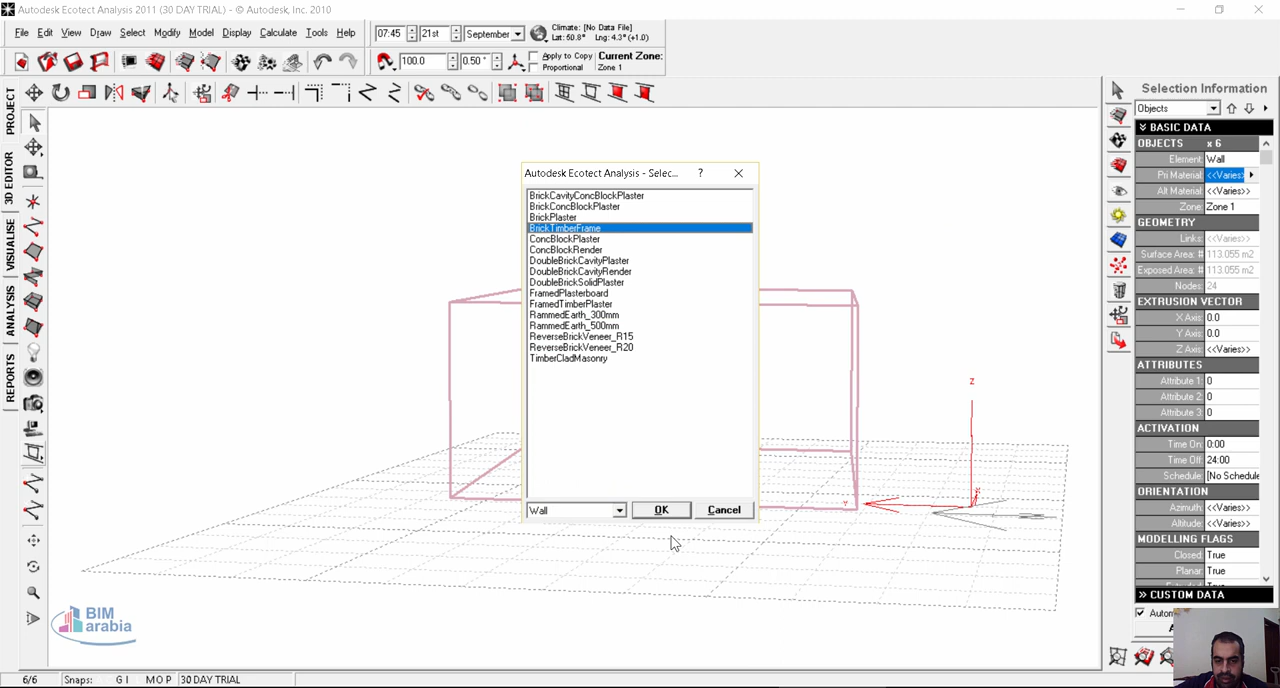 Autodesk Ecotect Analysis 2011 (30 DAY TRIAL) - © Autodesk, Inc. 2010
File Edit View Draw Select Modify Model Display Calculate Tools Help
07:45 21st September
Climate: [No Data File]
Lat: 50.8° Lng: 4.3° (+1.0)
100.0 0.50 °
Apply to Copy
Proportional
Current Zone:
Zone 1
PROJECT
3D EDITOR
VISUALISE
ANALYSIS
REPORTS
Autodesk Ecotect Analysis - Selec... ?
BrickCavityConcBlockPlaster
BrickConcBlockPlaster
BrickPlaster
BrickTimberFrame
ConcBlockPlaster
ConcBlockRender
DoubleBrickCavityPlaster
DoubleBrickCavityRender
DoubleBrickSolidPlaster
FramedPlasterboard
FramedTimberPlaster
RammedEarth_300mm
RammedEarth_500mm
ReverseBrickVeneer_R15
ReverseBrickVeneer_R20
TimberCladMasonry
Wall OK Cancel
Z
Y
Selection Information
Objects
BASIC DATA
OBJECTS x 6
Element: Wall
Pri Material: <<Varies>
Alt Material: <<Varies>>
Zone: Zone 1
GEOMETRY
Links: <<Varies>>
Surface Area: # 113.055 m2
Exposed Area: # 113.055 m2
Nodes: 24
EXTRUSION VECTOR
X Axis: 0.0
Y Axis: 0.0
Z Axis: <<Varies>>
ATTRIBUTES
Attribute 1: 0
Attribute 2: 0
Attribute 3: 0
ACTIVATION
Time On: 0:00
Time Off: 24:00
Schedule: [No Schedule
ORIENTATION
Azimuth: <<Varies>>
Altitude: <<Varies>>
MODELLING FLAGS
Closed: True
Planar: True
CUSTOM DATA
BIM
arabia
6/6 Snaps: G I M O P 30 DAY TRIAL